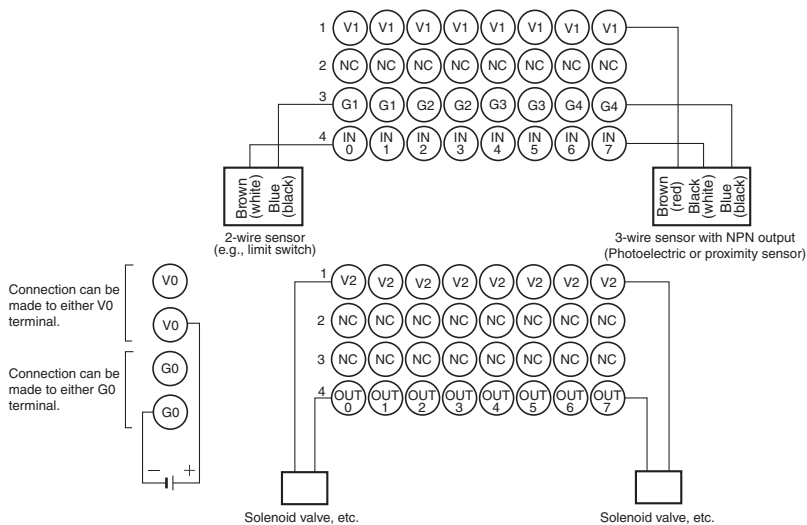 1 V1 V1 V1 V1 V1 V1 V1 V1
2 NC NC NC NC NC NC NC NC
3 G1 G1 G2 G2 G3 G3 G4 G4
4 IN 0 IN 1 IN 2 IN 3 IN 4 IN 5 IN 6 IN 7
Brown
(white)
Blue
(black)
2-wire sensor
(e.g., limit switch)
Brown
(red)
Black
(white)
Blue
(black)
3-wire sensor with NPN output
(Photoelectric or proximity sensor)
Connection can be
made to either V0
terminal.
V0
V0
Connection can be
made to either G0
terminal.
G0
G0
− +
1 V2 V2 V2 V2 V2 V2 V2 V2
2 NC NC NC NC NC NC NC NC
3 NC NC NC NC NC NC NC NC
4 OUT 0 OUT 1 OUT 2 OUT 3 OUT 4 OUT 5 OUT 6 OUT 7
Solenoid valve, etc.
Solenoid valve, etc.